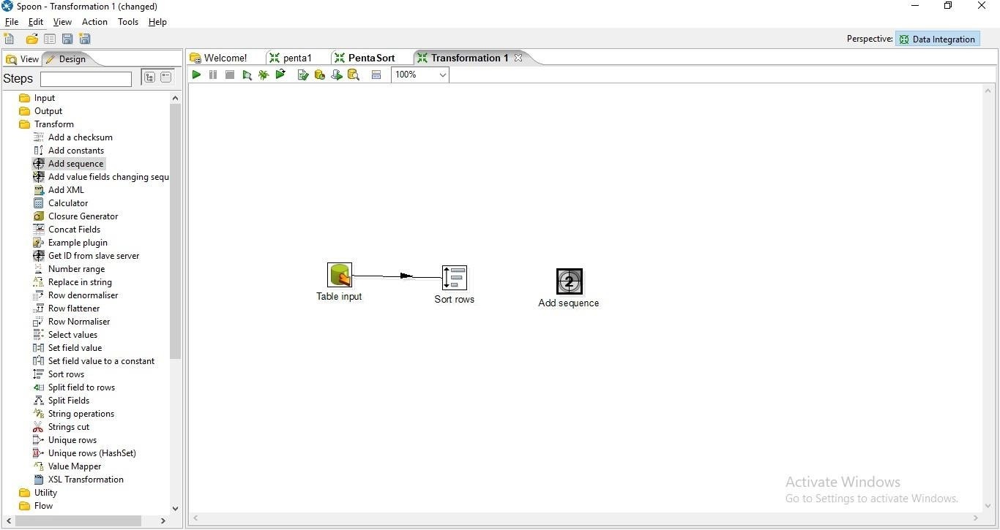 Spoon - Transformation 1 (changed)
File Edit View Action Tools Help
Perspective: Data Integration
View Design
Welcome! penta1 PentaSort Transformation 1
Steps
100%
Input
Output
Transform
Add a checksum
Add constants
Add sequence
Add value fields changing sequ
Add XML
Calculator
Closure Generator
Concat Fields
Example plugin
Get ID from slave server
Number range
Replace in string
Row denormaliser
Row flattener
Row Normaliser
Select values
Set field value
Set field value to a constant
Sort rows
Split field to rows
Split Fields
String operations
Strings cut
Unique rows
Unique rows (HashSet)
Value Mapper
XSL Transformation
Utility
Flow
2
Table input
Sort rows
Add sequence
Activate Windows
Go to Settings to activate Windows.